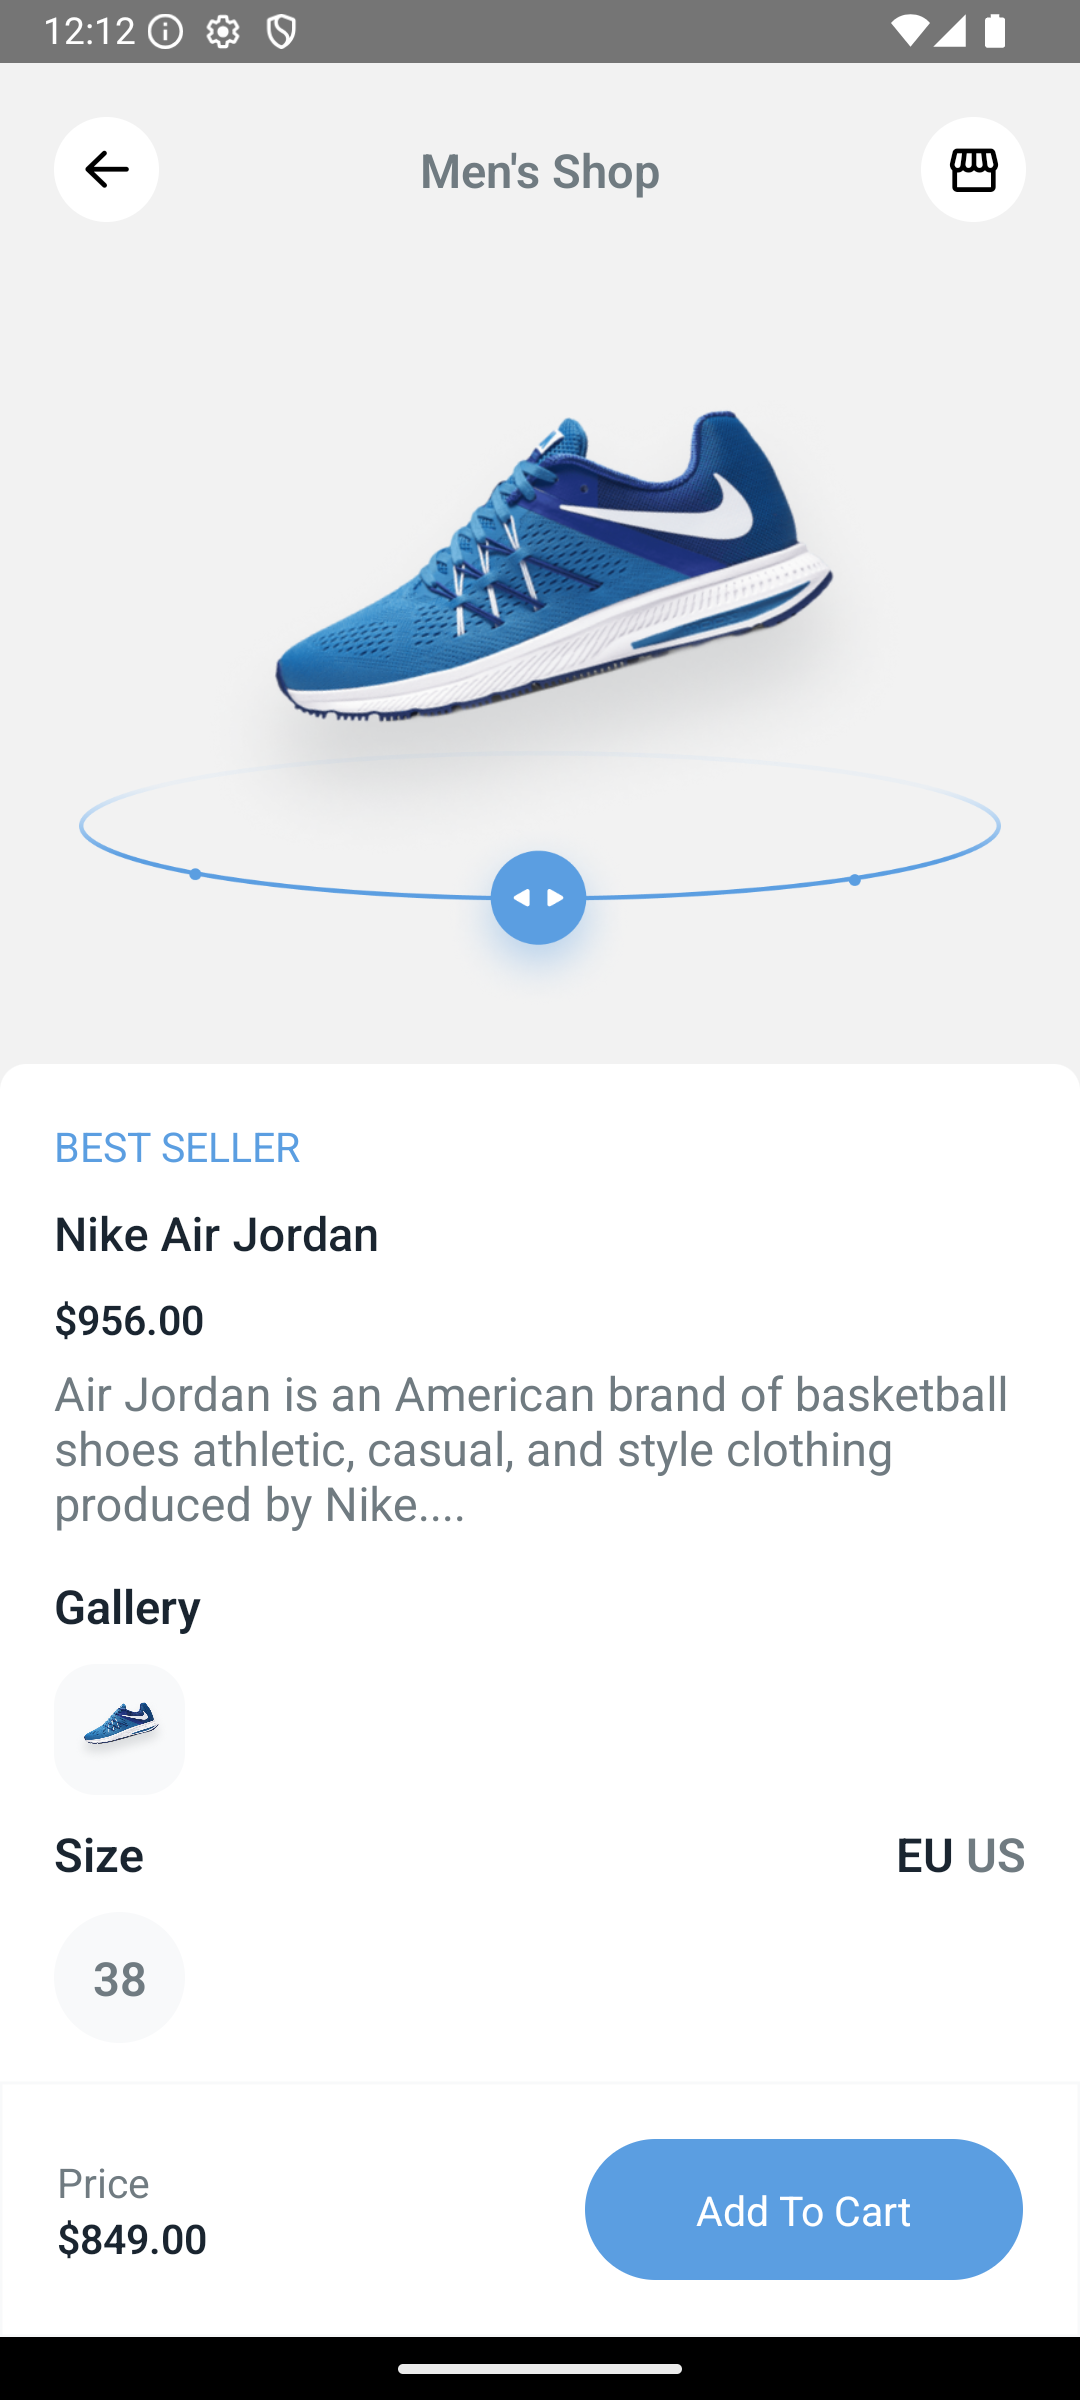 12:12
Men's Shop
BEST SELLER
Nike Air Jordan
$956.00
Air Jordan is an American brand of basketball
shoes athletic, casual, and style clothing
produced by Nike....
Gallery
Size
EU US
38
Price
$849.00
Add To Cart